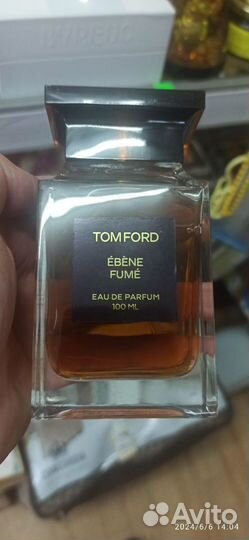 TOM FORD
ÉBÈNE
FUMÉ
EAU DE PARFUM
100 ML
2024/6/6 14:04
Avito